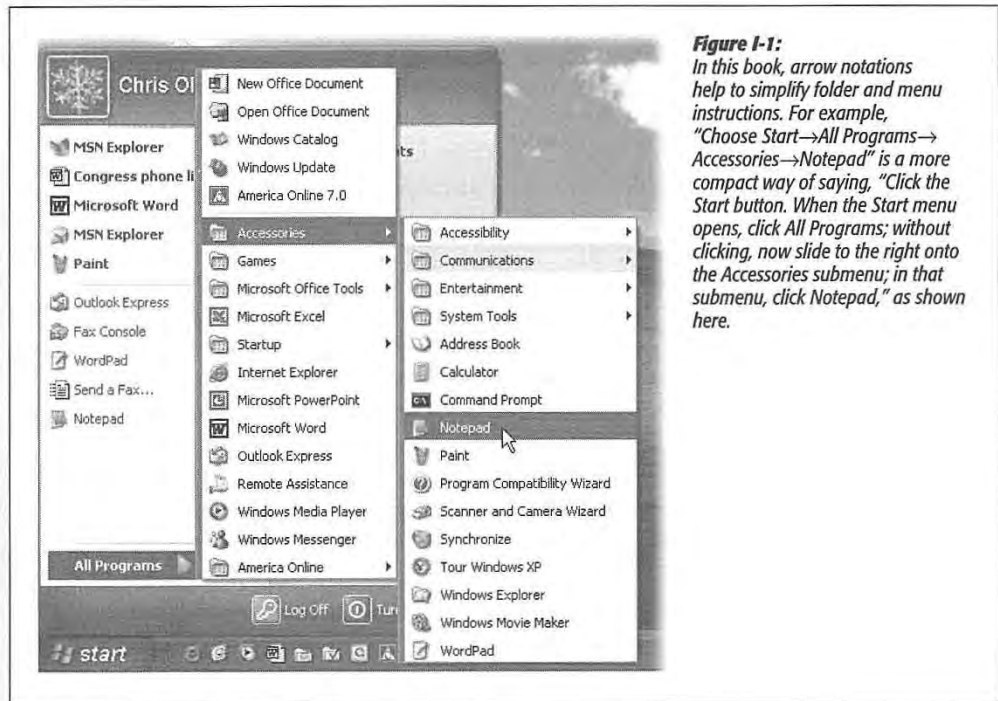 Chris Ol
MSN Explorer
Congress phone li
Microsoft Word
MSN Explorer
Paint
Outlook Express
Fax Console
WordPad
Send a Fax...
Notepad
All Programs
New Office Document
Open Office Document
Windows Catalog
Windows Update
America Online 7.0
Accessories
Games
Microsoft Office Tools
Microsoft Excel
Startup
Internet Explorer
Microsoft PowerPoint
Microsoft Word
Outlook Express
Remote Assistance
Windows Media Player
Windows Messenger
America Online
ts
Accessibility
Communications
Entertainment
System Tools
Address Book
Calculator
Command Prompt
Notepad
Paint
Program Compatibility Wizard
Scanner and Camera Wizard
Synchronize
Tour Windows XP
Windows Explorer
Windows Movie Maker
WordPad
Log Off
Tur
start
Figure I-1:
In this book, arrow notations
help to simplify folder and menu
instructions. For example,
"Choose Start→All Programs→
Accessories→Notepad" is a more
compact way of saying, "Click the
Start button. When the Start menu
opens, click All Programs; without
clicking, now slide to the right onto
the Accessories submenu; in that
submenu, click Notepad," as shown
here.